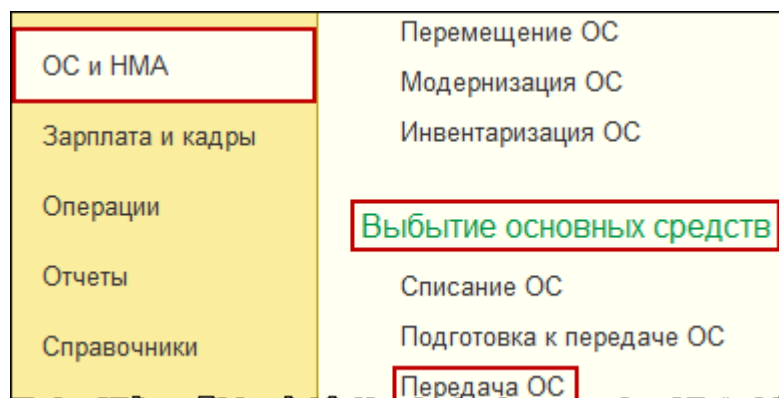 ОС и НМА
Зарплата и кадры
Операции
Отчеты
Справочники
Перемещение ОС
Модернизация ОС
Инвентаризация ОС
Выбытие основных средств
Списание ОС
Подготовка к передаче ОС
Передача ОС